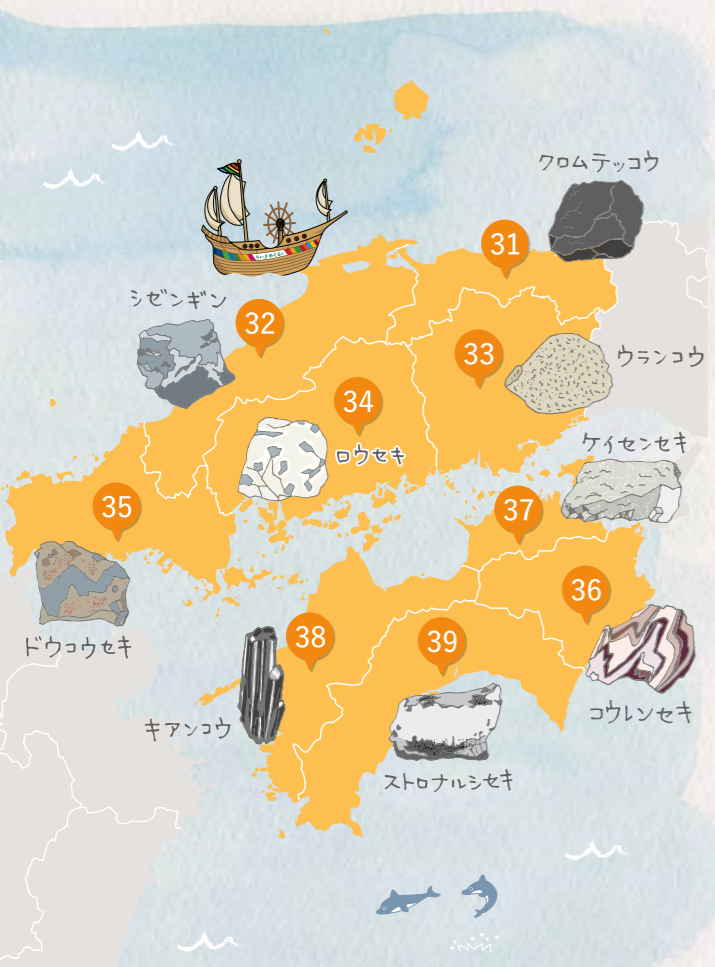 クロムテッコウ
31
シゼンギン
32
33
ウランコウ
34
ロウセキ
ケイセンセキ
35
37
36
ドウコウセキ
38
39
キアンコウ
コウレンセキ
ストロナルシセキ